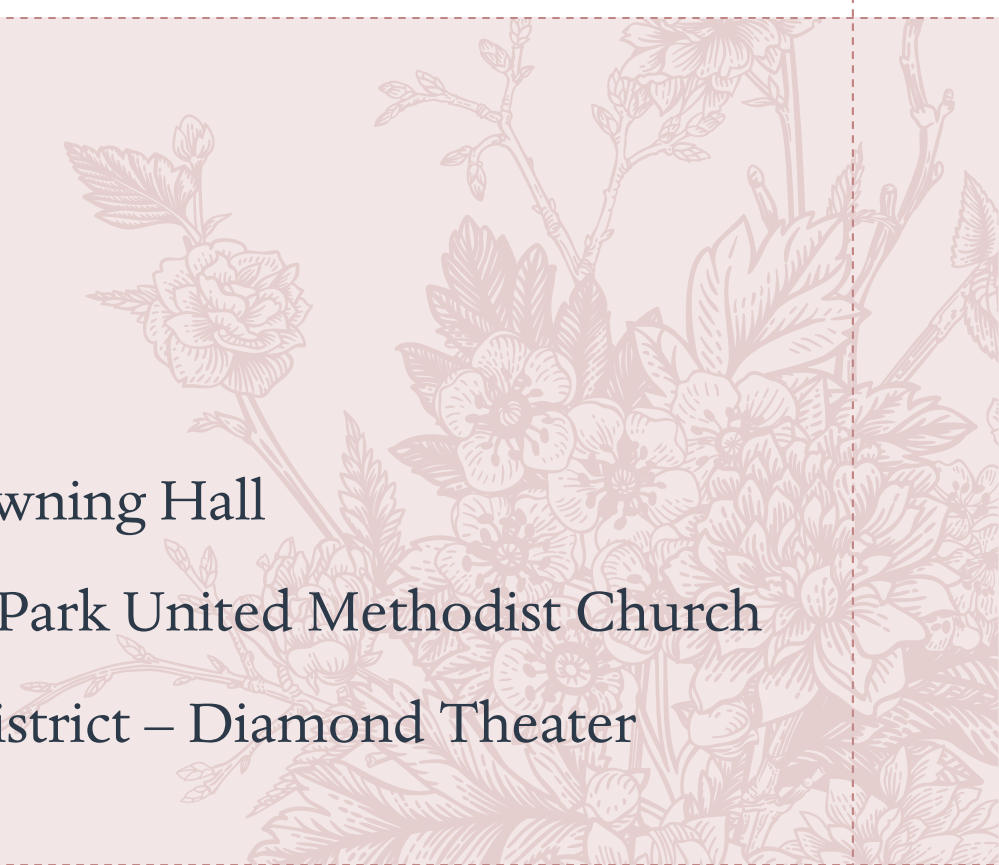 wning Hall
Park United Methodist Church
istrict – Diamond Theater